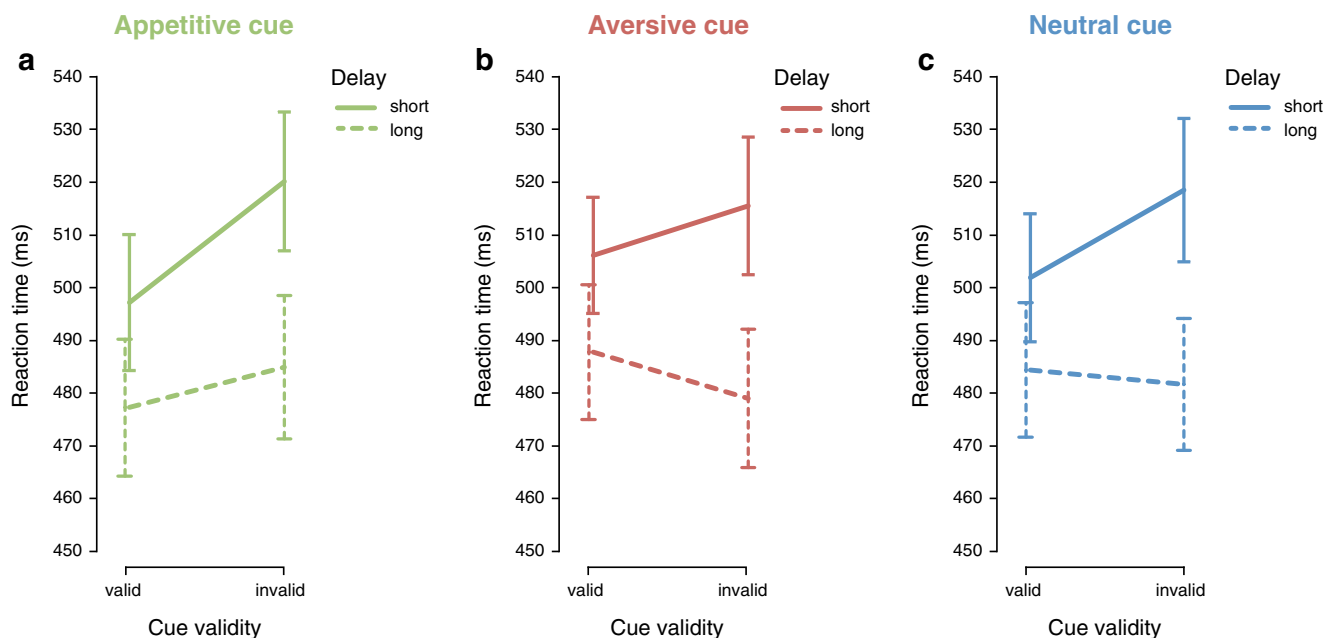 Appetitive cue
Aversive cue
Neutral cue
a
540
530
520
510
500
490
480
470
460
450
Reaction time (ms)
valid
invalid
Cue validity
Delay
short
long
b
540
530
520
510
500
490
480
470
460
450
Reaction time (ms)
valid
invalid
Cue validity
Delay
short
long
c
540
530
520
510
500
490
480
470
460
450
Reaction time (ms)
valid
invalid
Cue validity
Delay
short
long